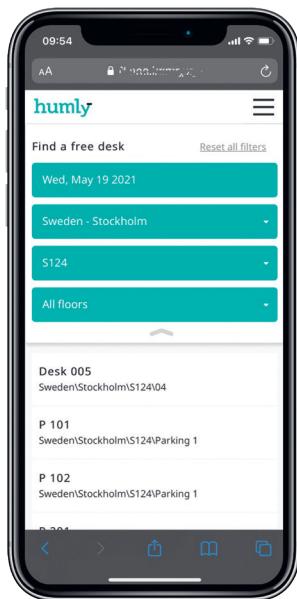 09:54
AA
humly
Find a free desk
Reset all filters
Wed, May 19 2021
Sweden - Stockholm
S124
All floors
Desk 005
Sweden\Stockholm\S124\04
P 101
Sweden\Stockholm\S124\Parking 1
P 102
Sweden\Stockholm\S124\Parking 1